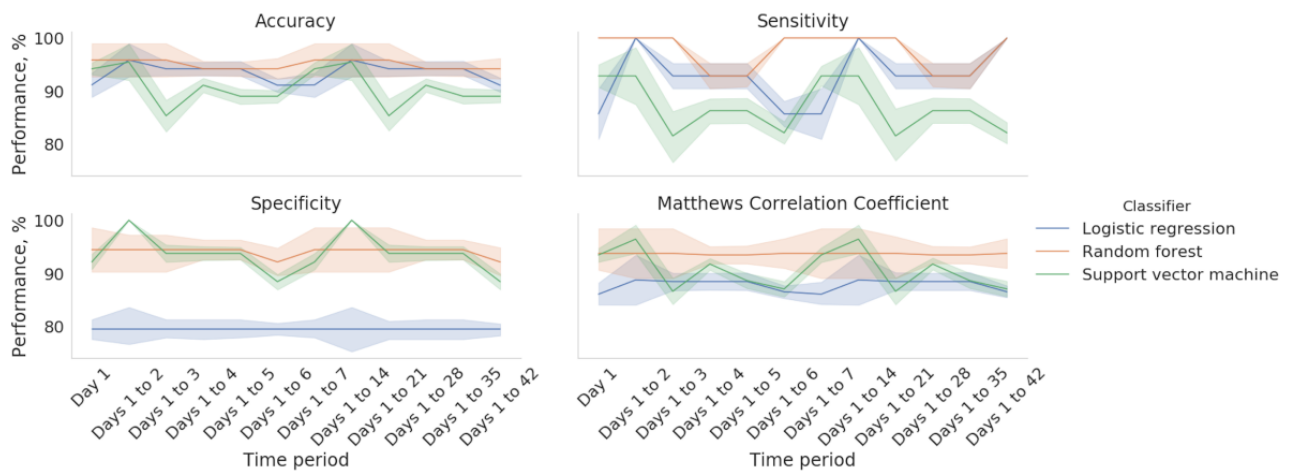 Accuracy
Sensitivity
Performance, %
100
90
80
Specificity
Matthews Correlation Coefficient
Performance, %
100
90
80
Classifier
Logistic regression
Random forest
Support vector machine
Day 1
Days 1 to 2
Days 1 to 3
Days 1 to 4
Days 1 to 5
Days 1 to 6
Days 1 to 7
Days 1 to 14
Days 1 to 21
Days 1 to 28
Days 1 to 35
Days 1 to 42
Time period
Day 1
Days 1 to 2
Days 1 to 3
Days 1 to 4
Days 1 to 5
Days 1 to 6
Days 1 to 7
Days 1 to 14
Days 1 to 21
Days 1 to 28
Days 1 to 35
Days 1 to 42
Time period